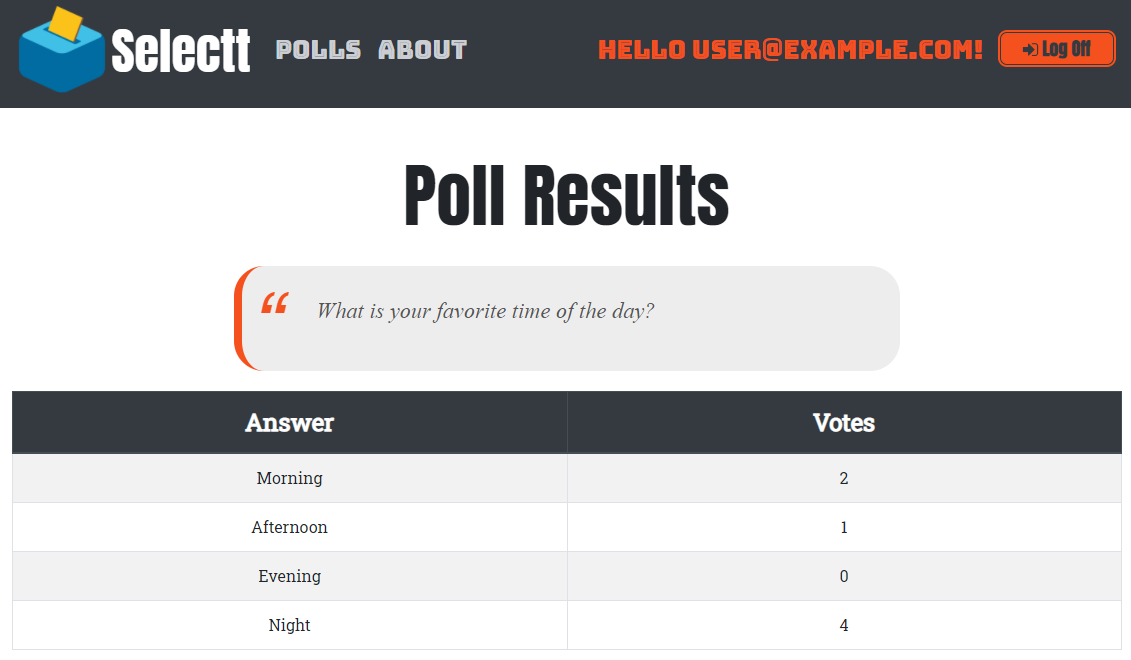 Selectt POLLS ABOUT HELLO USER@EXAMPLE.COM! Log Off
Poll Results
“ What is your favorite time of the day?
Answer Votes
Morning 2
Afternoon 1
Evening 0
Night 4